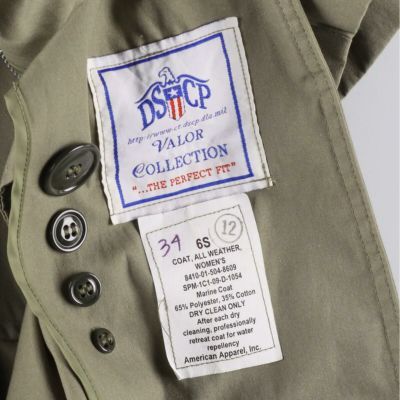 DSCP
http://www.ct.dscp.dla.mil
VALOR
COLLECTION
"...THE PERFECT FIT"
34 6S 12
COAT, ALL WEATHER,
WOMEN'S
8410-01-504-8609
SPM-1C1-09-D-1054
Marine Coat
65% Polyester, 35% Cotton
DRY CLEAN ONLY
After each dry
cleaning, professionally
retreat coat for water
repellency
American Apparel, Inc.